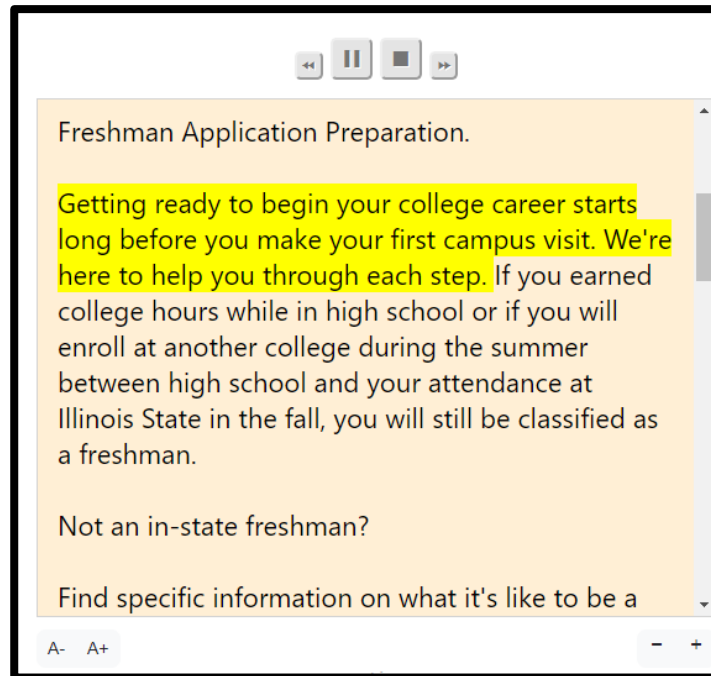 Freshman Application Preparation.
Getting ready to begin your college career starts
long before you make your first campus visit. We're
here to help you through each step. If you earned
college hours while in high school or if you will
enroll at another college during the summer
between high school and your attendance at
Illinois State in the fall, you will still be classified as
a freshman.
Not an in-state freshman?
Find specific information on what it's like to be a
A- A+ − +